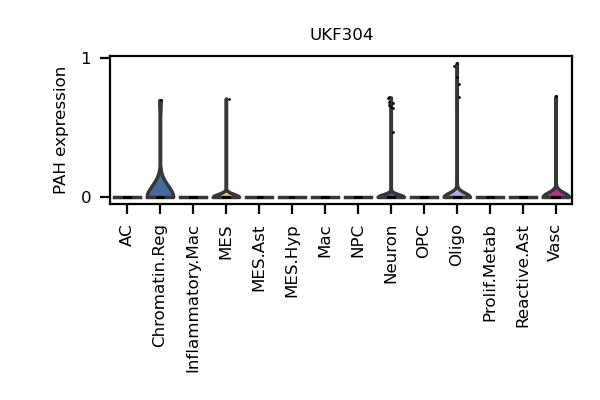 UKF304
PAH expression
1
0
AC
Chromatin.Reg
Inflammatory.Mac
MES
MES.Ast
MES.Hyp
Mac
NPC
Neuron
OPC
Oligo
Prolif.Metab
Reactive.Ast
Vasc